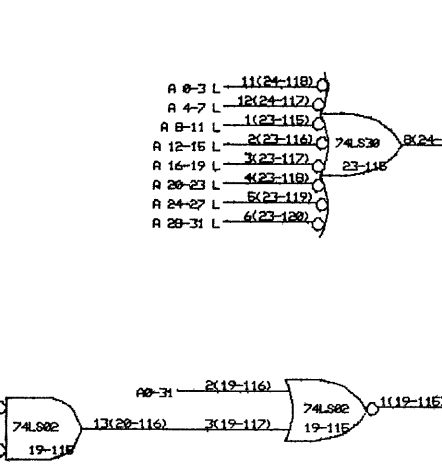 A 0-3 L 11(24-118)
A 4-7 L 12(24-117)
A 8-11 L 1(23-115)
A 12-15 L 2(23-116) 74LS30 8(24-
A 16-19 L 3(23-117) 23-115
A 20-23 L 4(23-118)
A 24-27 L 5(23-119)
A 28-31 L 6(23-120)
A0-31 2(19-116)
74LS02 1(19-115)
74LS02 13(20-116) 3(19-117) 19-115
19-115